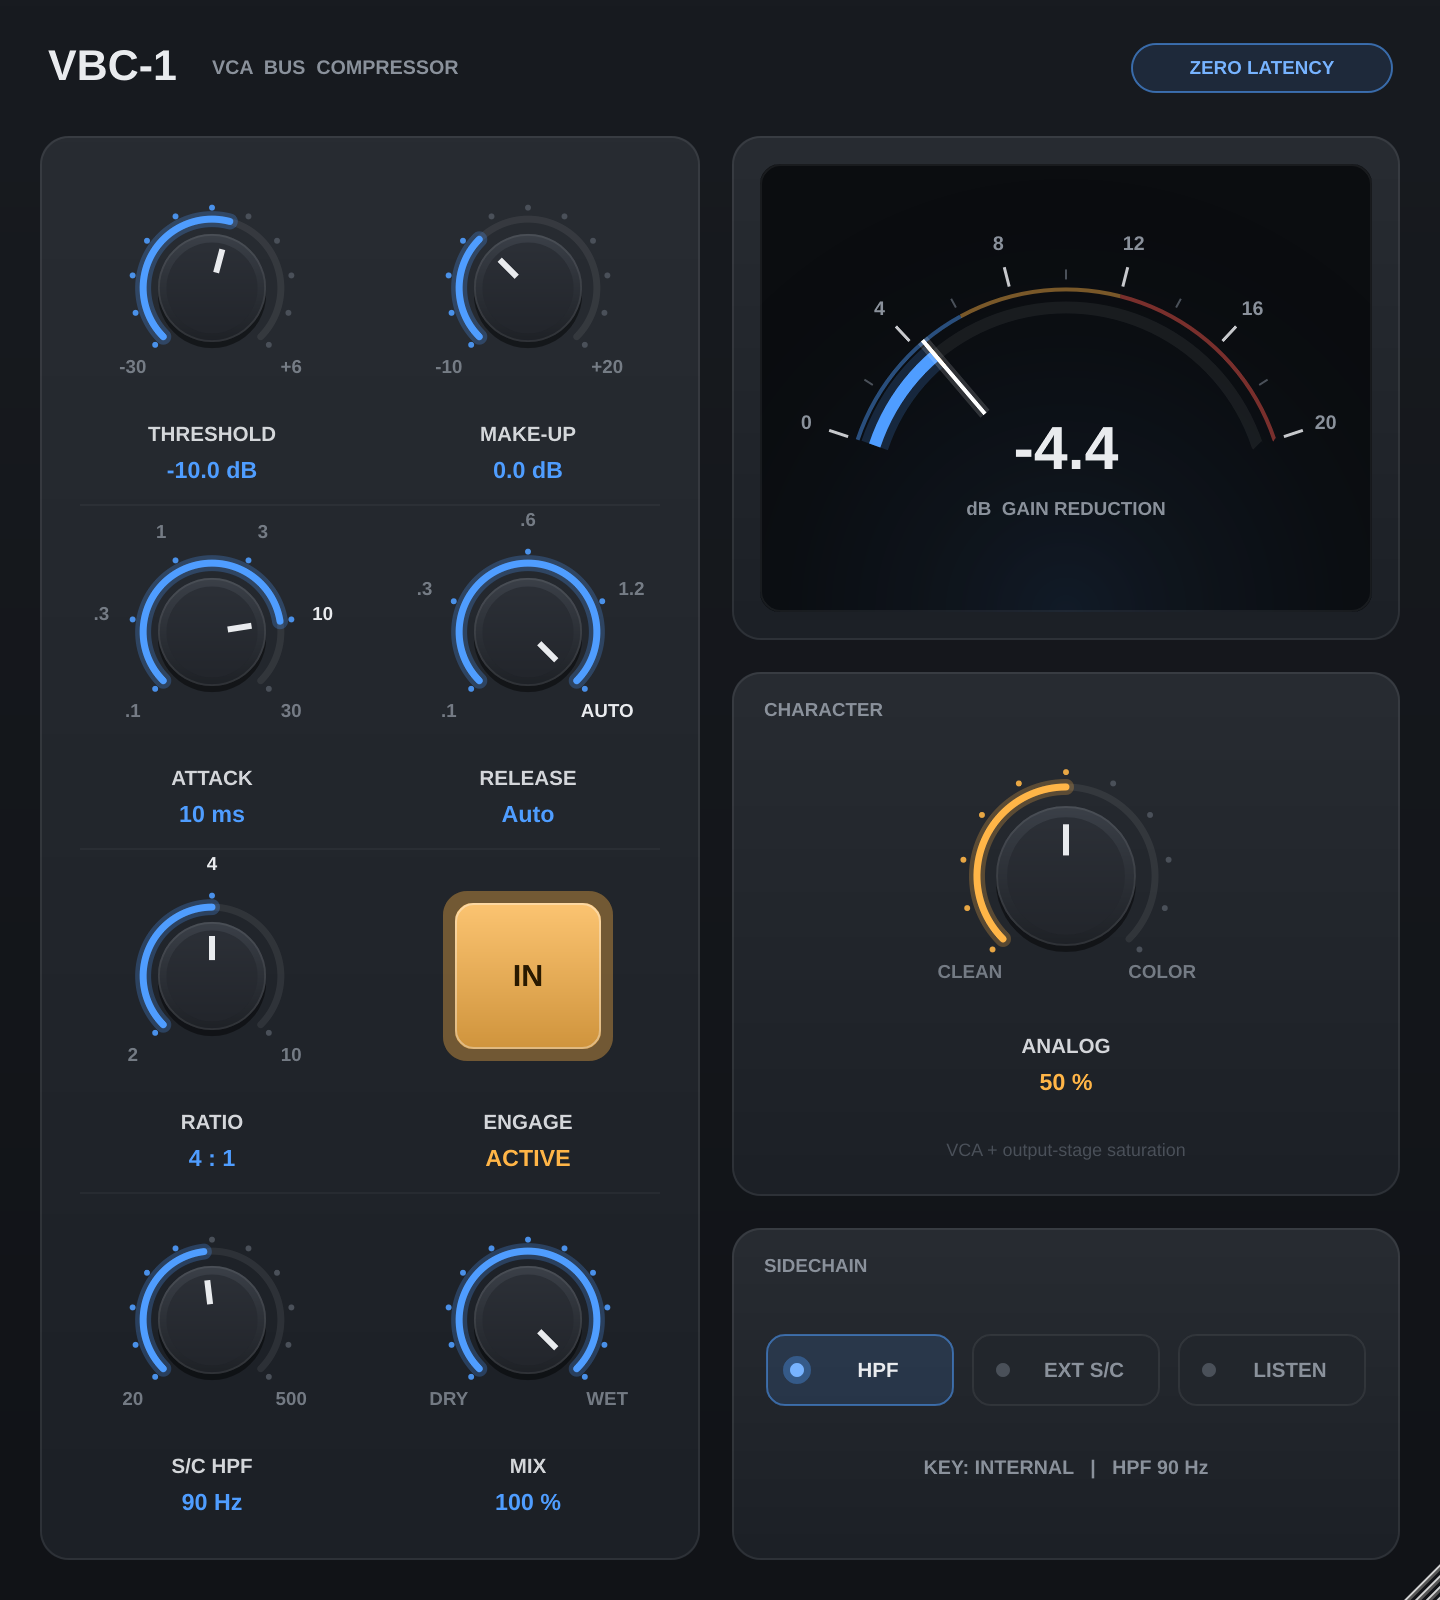 VBC-1 VCA BUS COMPRESSOR
ZERO LATENCY
-30 +6
THRESHOLD
-10.0 dB
-10 +20
MAKE-UP
0.0 dB
.1 .3 1 3 10 30
ATTACK
10 ms
.1 .3 .6 1.2 AUTO
RELEASE
Auto
2 4 10
RATIO
4 : 1
IN
ENGAGE
ACTIVE
20 500
S/C HPF
90 Hz
DRY WET
MIX
100 %
0 4 8 12 16 20
-4.4
dB GAIN REDUCTION
CHARACTER
CLEAN COLOR
ANALOG
50 %
VCA + output-stage saturation
SIDECHAIN
HPF EXT S/C LISTEN
KEY: INTERNAL | HPF 90 Hz